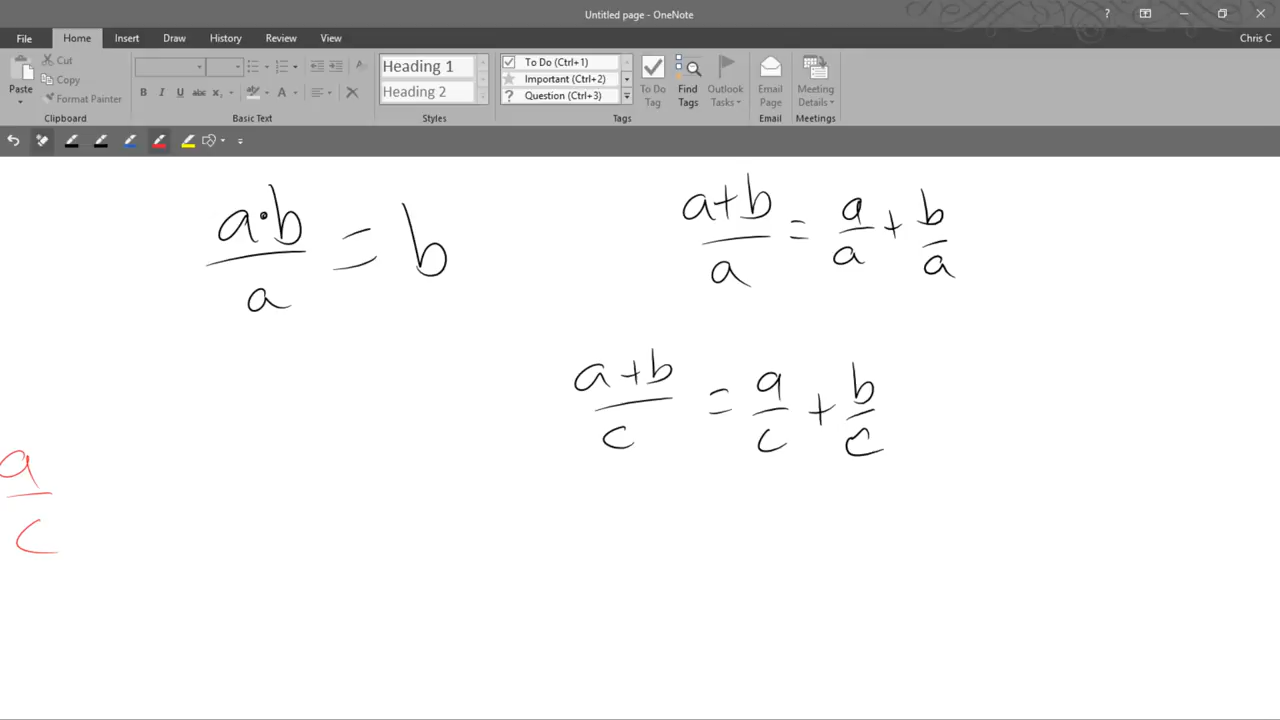 Untitled page - OneNote
?
File Home Insert Draw History Review View Chris C
Paste
Cut
Copy
Format Painter
Clipboard
B I U abc x A
Basic Text
Heading 1
Heading 2
Styles
To Do (Ctrl+1)
Important (Ctrl+2)
? Question (Ctrl+3)
To Do Tag
Find Tags
Outlook Tasks
Tags
Email Page
Email
Meeting Details
Meetings
a·b/a = b
a+b/a = a/a + b/a
a+b/c = a/c + b/c
a/c